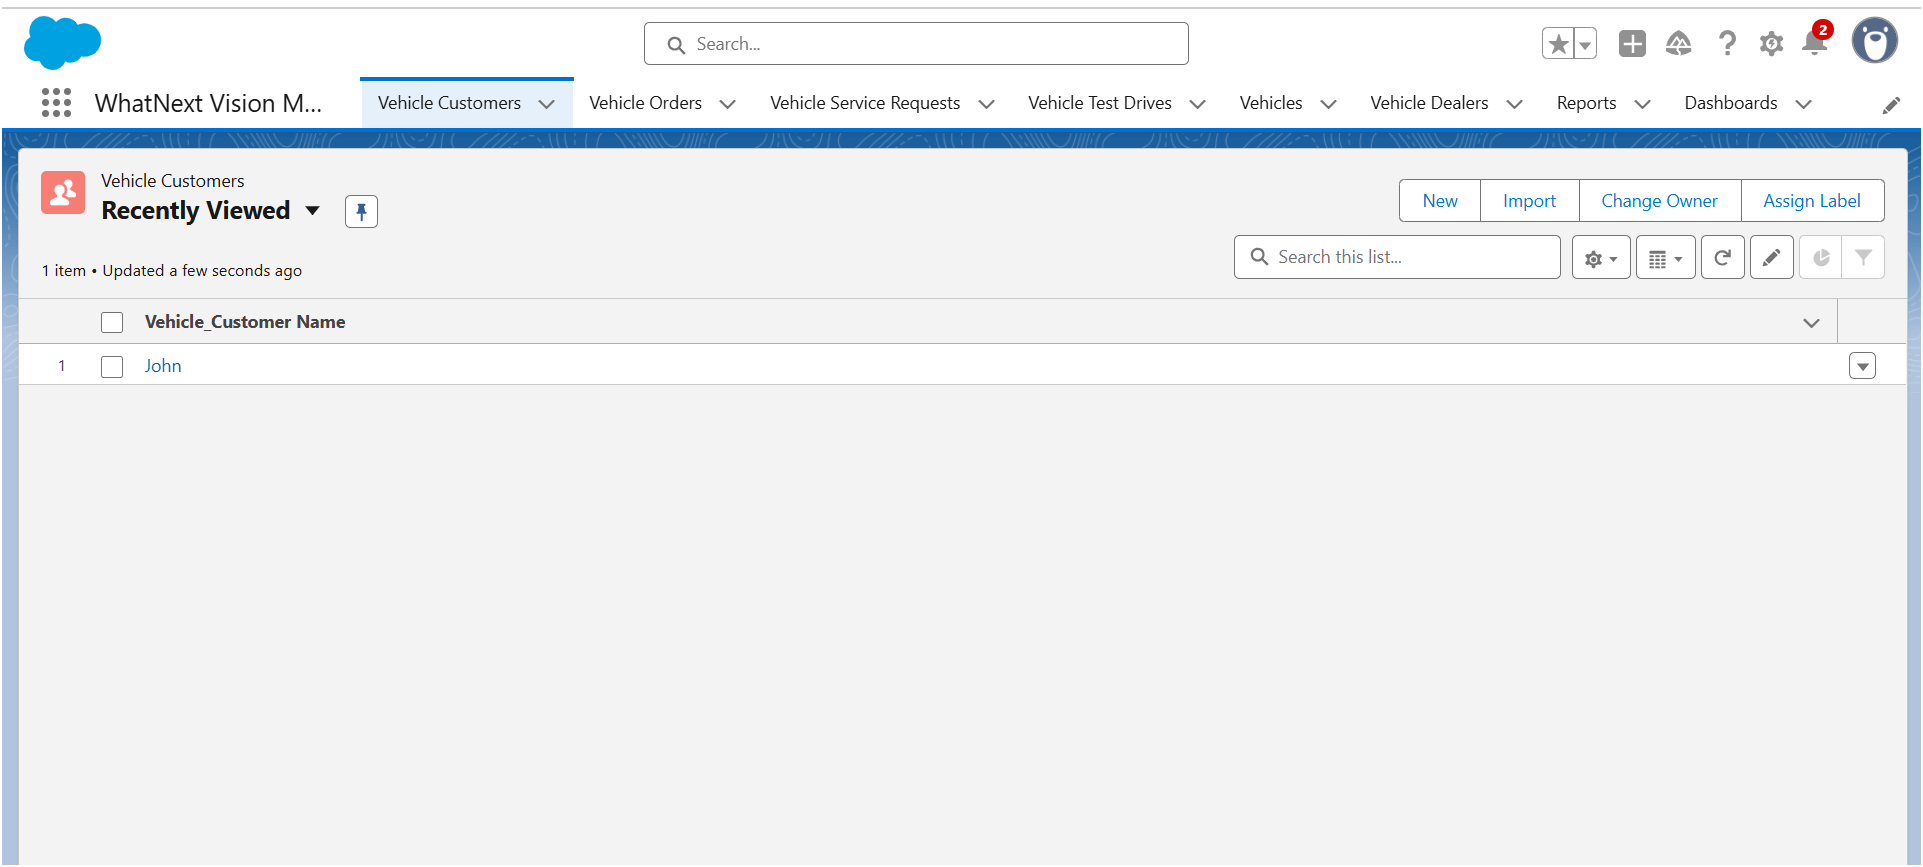 Search...
2
WhatNext Vision M...
Vehicle Customers
Vehicle Orders
Vehicle Service Requests
Vehicle Test Drives
Vehicles
Vehicle Dealers
Reports
Dashboards
Vehicle Customers
Recently Viewed
New
Import
Change Owner
Assign Label
1 item • Updated a few seconds ago
Search this list...
Vehicle_Customer Name
1
John